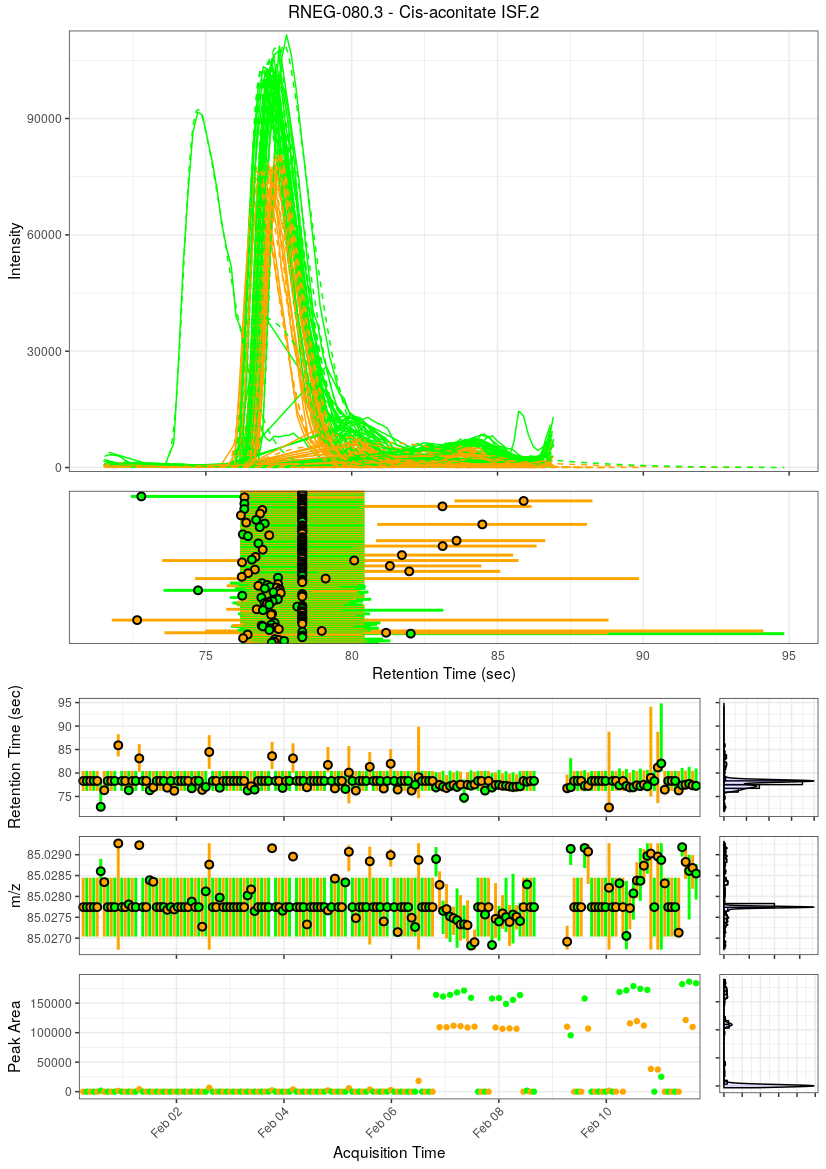 RNEG-080.3 - Cis-aconitate ISF.2
Intensity
90000
60000
30000
0
75
80
85
90
95
Retention Time (sec)
Retention Time (sec)
95
90
85
80
75
m/z
85.0290
85.0285
85.0280
85.0275
85.0270
Peak Area
150000
100000
50000
0
Feb 02
Feb 04
Feb 06
Feb 08
Feb 10
Acquisition Time